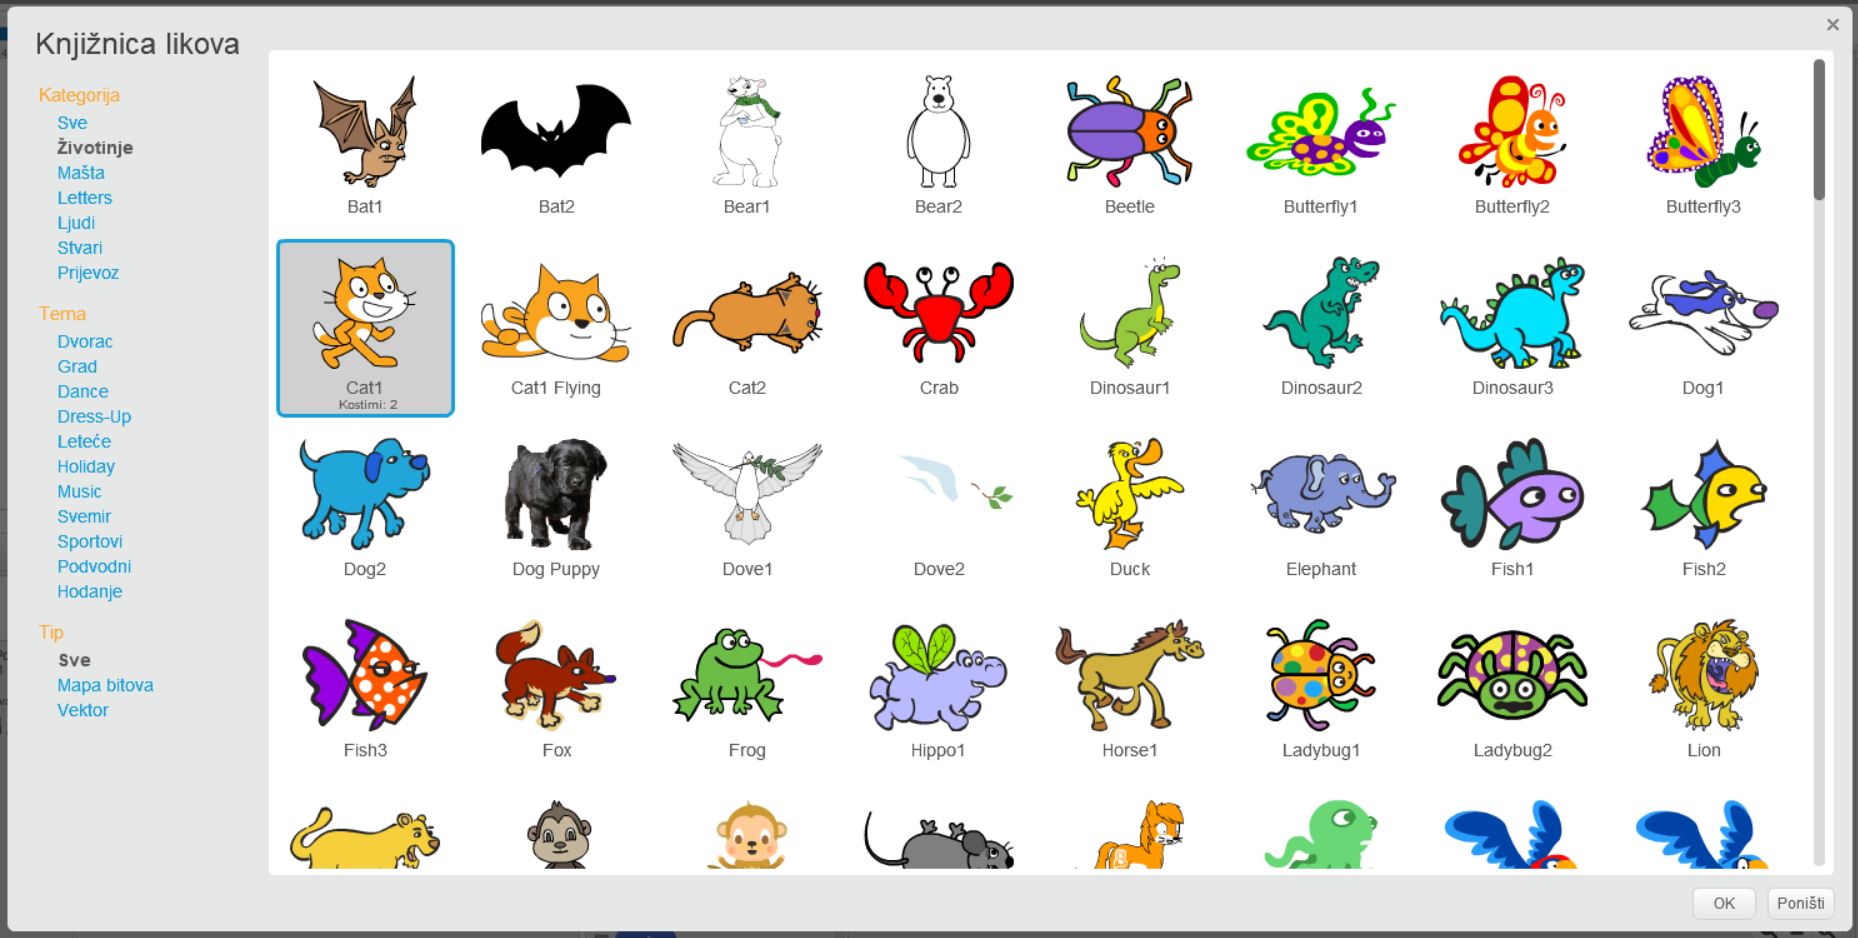 Knjižnica likova
×
Kategorija
Sve
Životinje
Mašta
Letters
Ljudi
Stvari
Prijevoz
Tema
Dvorac
Grad
Dance
Dress-Up
Leteće
Holiday
Music
Svemir
Sportovi
Podvodni
Hodanje
Tip
Sve
Mapa bitova
Vektor
Bat1
Bat2
Bear1
Bear2
Beetle
Butterfly1
Butterfly2
Butterfly3
Cat1
Kostimi: 2
Cat1 Flying
Cat2
Crab
Dinosaur1
Dinosaur2
Dinosaur3
Dog1
Dog2
Dog Puppy
Dove1
Dove2
Duck
Elephant
Fish1
Fish2
Fish3
Fox
Frog
Hippo1
Horse1
Ladybug1
Ladybug2
Lion
OK
Poništi